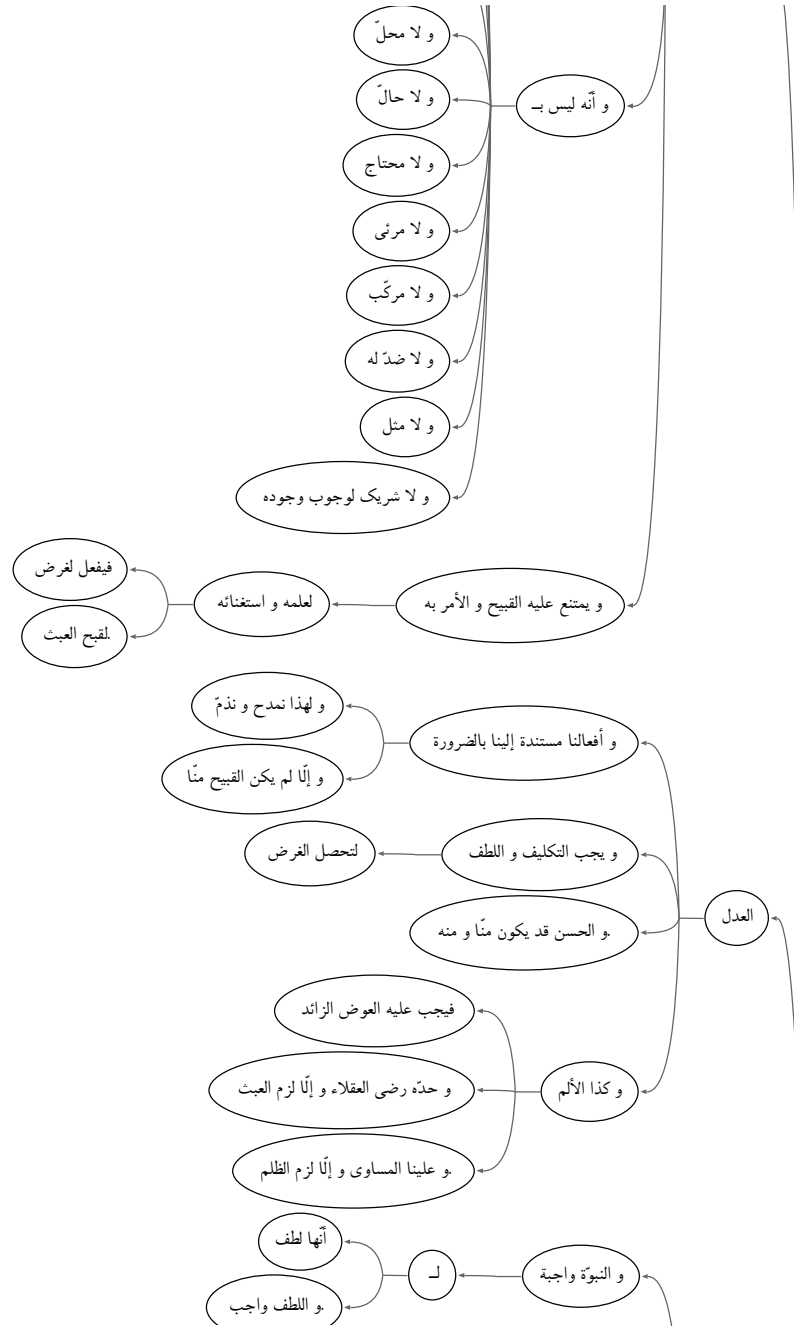 و أنّه ليس بـ
و لا محلّ
و لا حالّ
و لا محتاج
و لا مرئى
و لا مركّب
و لا ضدّ له
و لا مثل
و لا شريک لوجوب وجوده
و يمتنع عليه القبيح و الأمر به
لعلمه و استغنائه
فيفعل لغرض
لقبح العبث.
العدل
و أفعالنا مستندة إلينا بالضرورة
و لهذا نمدح و نذمّ
و إلّا لم يكن القبيح منّا
و يجب التكليف و اللطف
لتحصل الغرض
و الحسن قد يكون منّا و منه.
و كذا الألم
فيجب عليه العوض الزائد
و حدّه رضى العقلاء و إلّا لزم العبث
و علينا المساوى و إلّا لزم الظلم.
و النبوّة واجبة
لـ
أنّها لطف
و اللطف واجب.